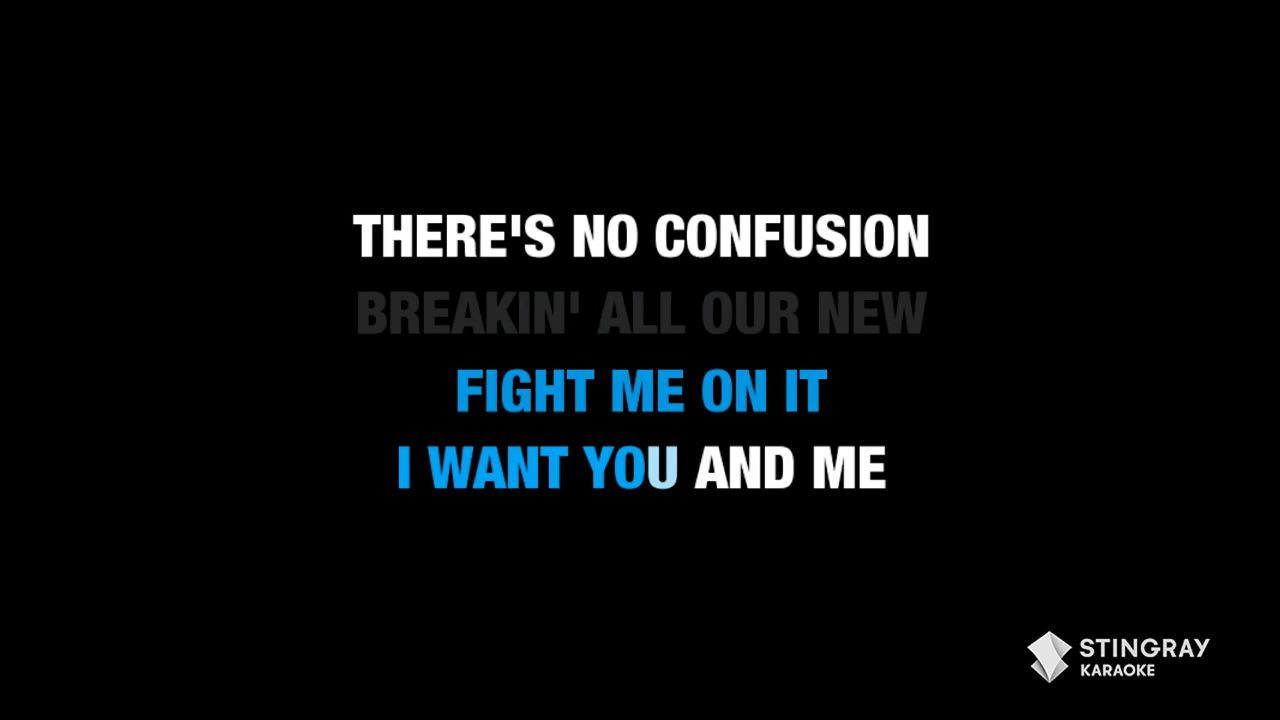 THERE'S NO CONFUSION
BREAKIN' ALL OUR NEW
FIGHT ME ON IT
I WANT YOU AND ME
STINGRAY
KARAOKE